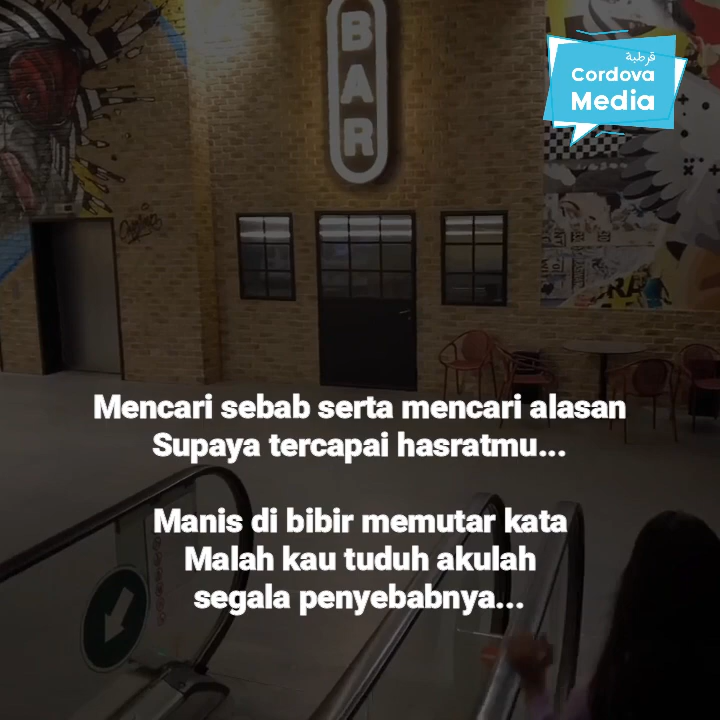 BAR
قرطبة
Cordova
Media
Mencari sebab serta mencari alasan
Supaya tercapai hasratmu...
Manis di bibir memutar kata
Malah kau tuduh akulah
segala penyebabnya...